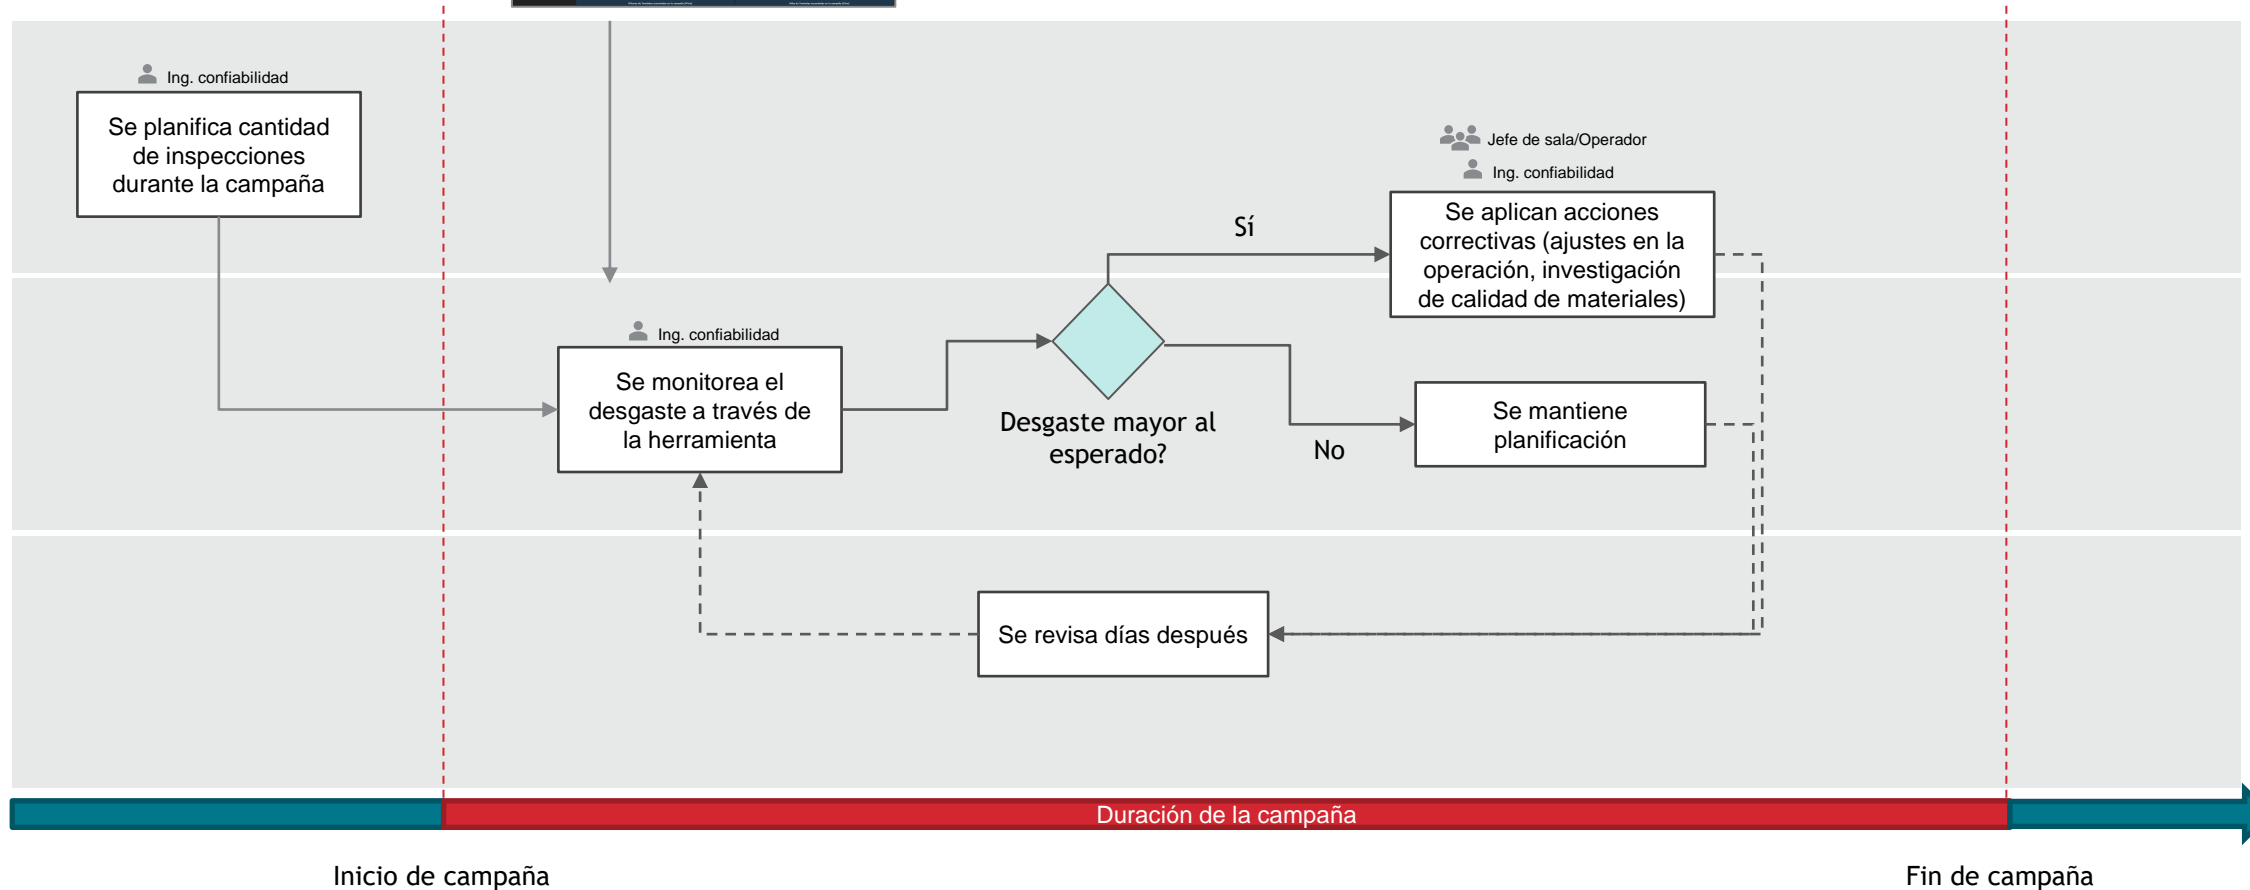 Ing. confiabilidad
Se planifica cantidad
de inspecciones
durante la campaña
Jefe de sala/Operador
Ing. confiabilidad
Se aplican acciones
correctivas (ajustes en la
operación, investigación
de calidad de materiales)
Sí
Ing. confiabilidad
Se monitorea el
desgaste a través de
la herramienta
Desgaste mayor al
esperado?
No
Se mantiene
planificación
Se revisa días después
Duración de la campaña
Inicio de campaña
Fin de campaña